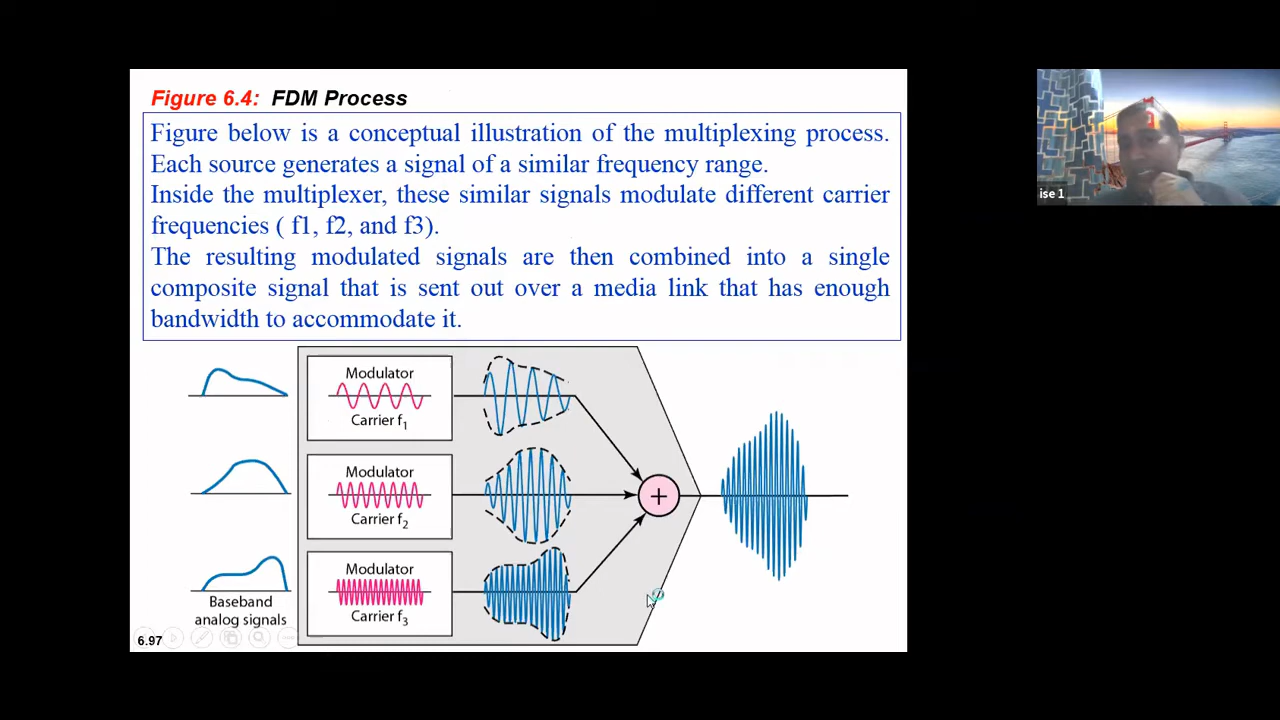 Figure 6.4: FDM Process
Figure below is a conceptual illustration of the multiplexing process.
Each source generates a signal of a similar frequency range.
Inside the multiplexer, these similar signals modulate different carrier
frequencies ( f1, f2, and f3).
The resulting modulated signals are then combined into a single
composite signal that is sent out over a media link that has enough
bandwidth to accommodate it.
Modulator
Carrier f1
Modulator
Carrier f2
+
Modulator
Carrier f3
Baseband
analog signals
6.97
ise 1